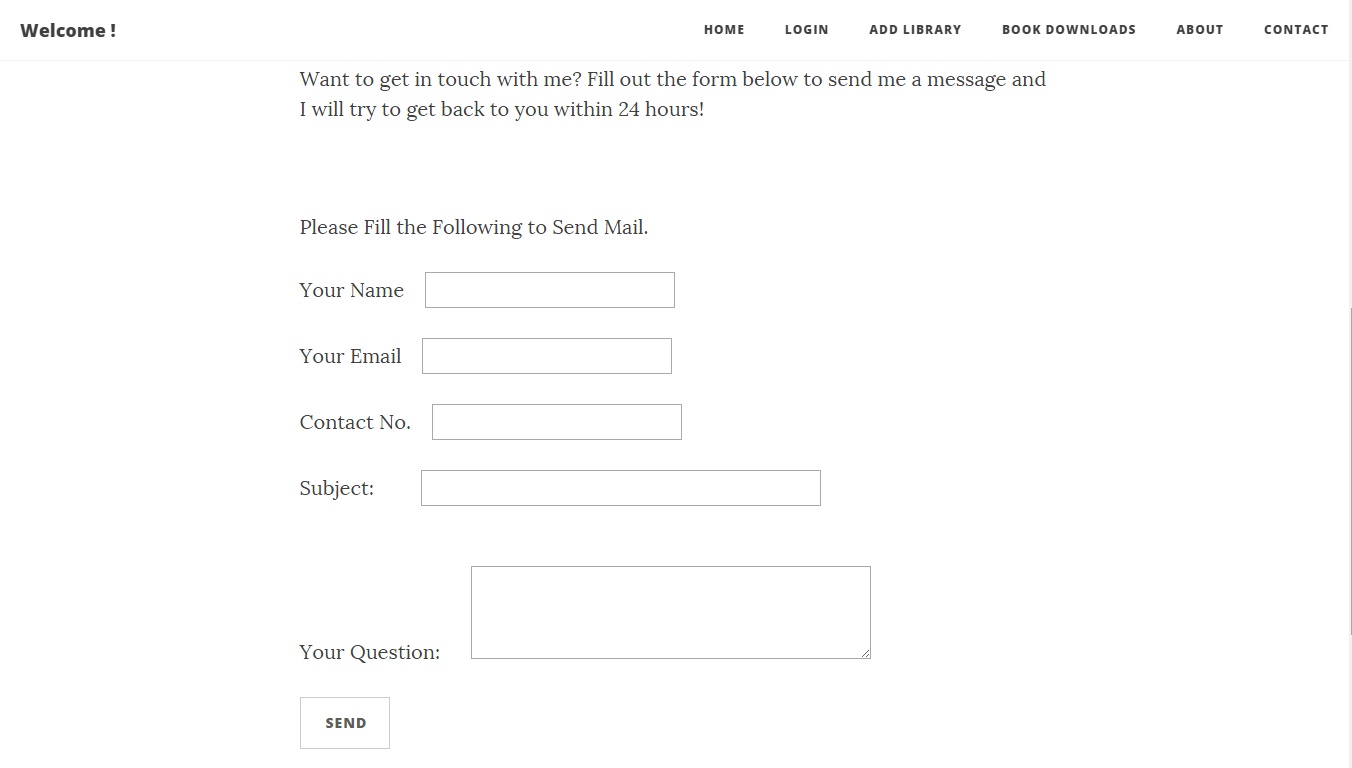 Welcome !
HOME LOGIN ADD LIBRARY BOOK DOWNLOADS ABOUT CONTACT
Want to get in touch with me? Fill out the form below to send me a message and
I will try to get back to you within 24 hours!
Please Fill the Following to Send Mail.
Your Name
Your Email
Contact No.
Subject:
Your Question:
SEND